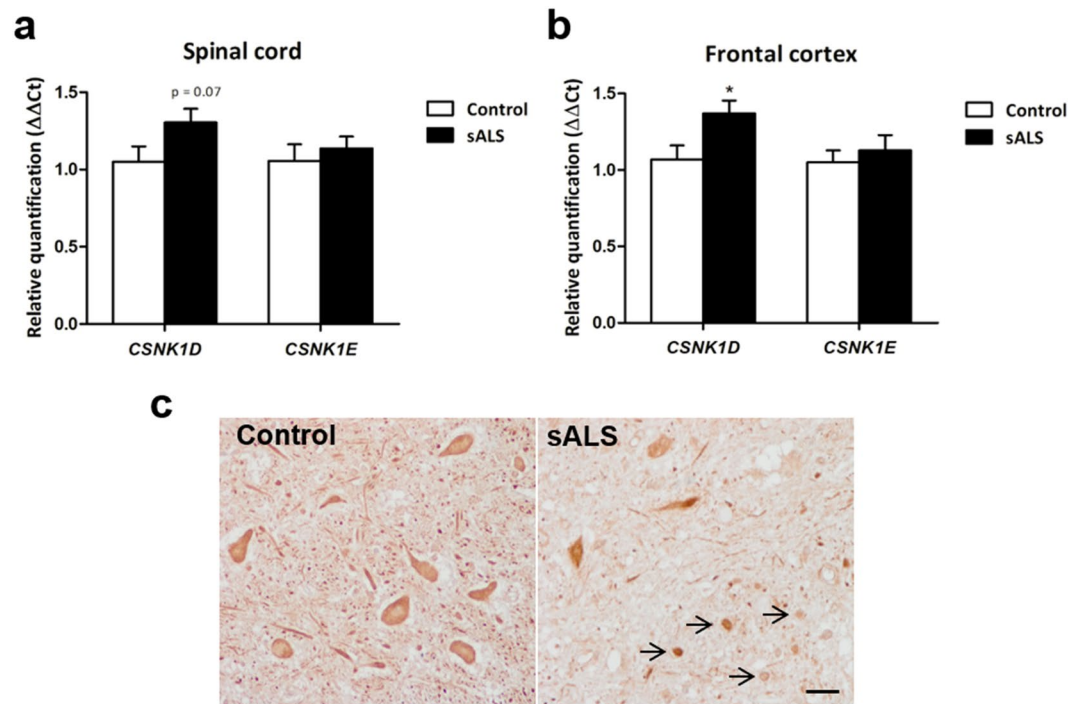 a
Spinal cord
Relative quantification (ΔΔCt)
1.5
1.0
0.5
0.0
p = 0.07
CSNK1D
CSNK1E
Control
sALS
b
Frontal cortex
Relative quantification (ΔΔCt)
1.5
1.0
0.5
0.0
*
CSNK1D
CSNK1E
Control
sALS
c
Control
sALS